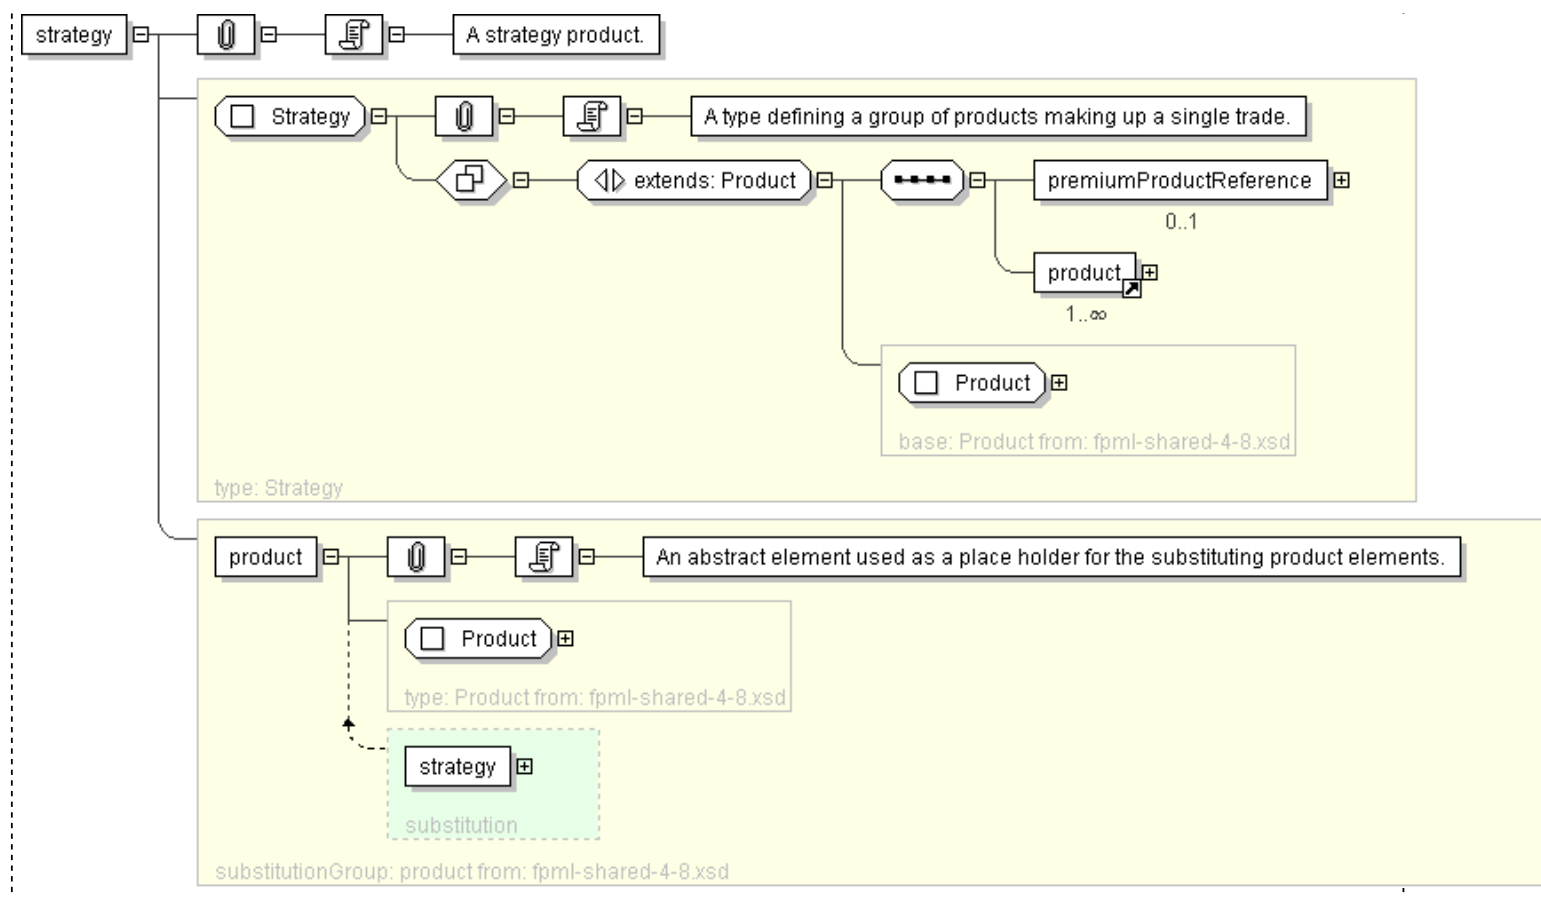 strategy
A strategy product.
Strategy
A type defining a group of products making up a single trade.
extends: Product
premiumProductReference
0..1
product
1..∞
Product
base: Product from: fpml-shared-4-8.xsd
type: Strategy
product
An abstract element used as a place holder for the substituting product elements.
Product
type: Product from: fpml-shared-4-8.xsd
strategy
substitution
substitutionGroup: product from: fpml-shared-4-8.xsd